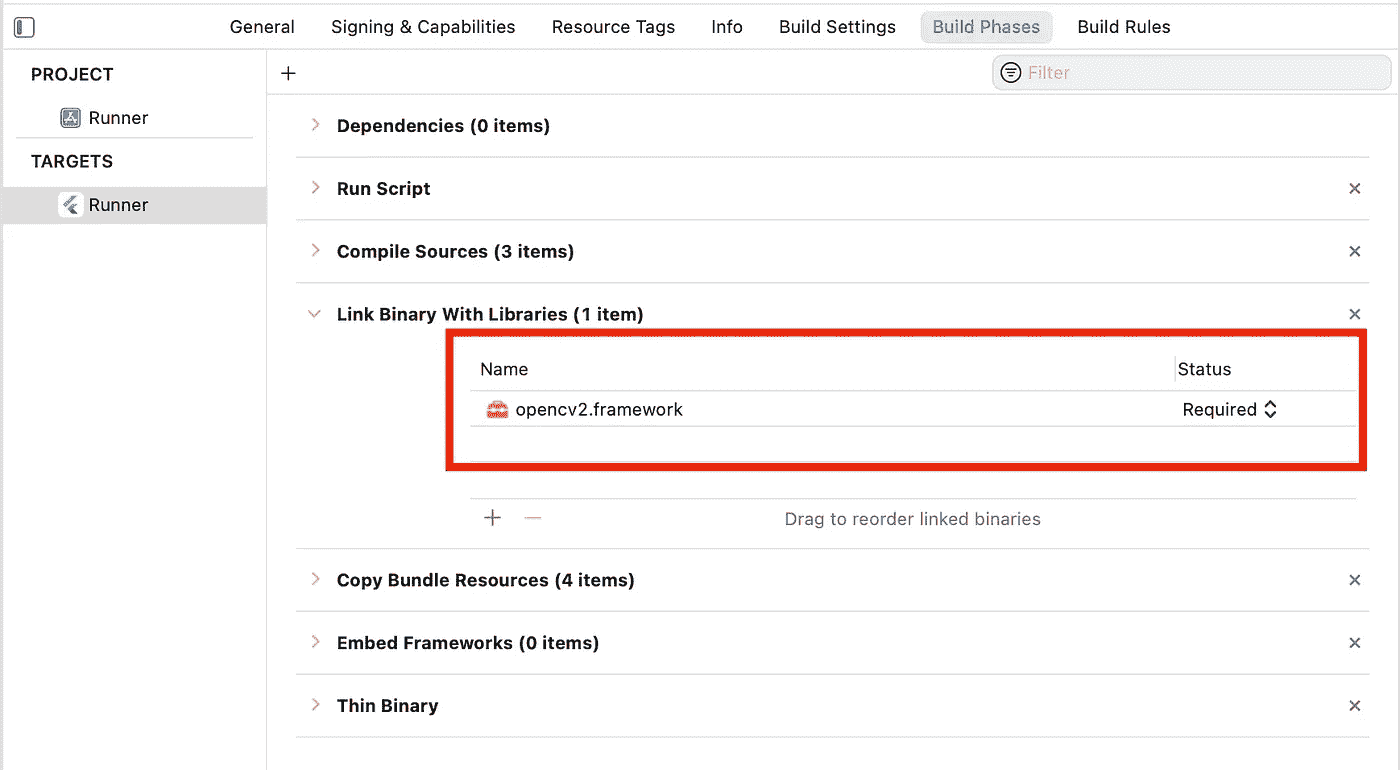 General Signing & Capabilities Resource Tags Info Build Settings Build Phases Build Rules
PROJECT
Filter
Runner
TARGETS
Runner
Dependencies (0 items)
Run Script
Compile Sources (3 items)
Link Binary With Libraries (1 item)
Name Status
opencv2.framework Required
Drag to reorder linked binaries
Copy Bundle Resources (4 items)
Embed Frameworks (0 items)
Thin Binary